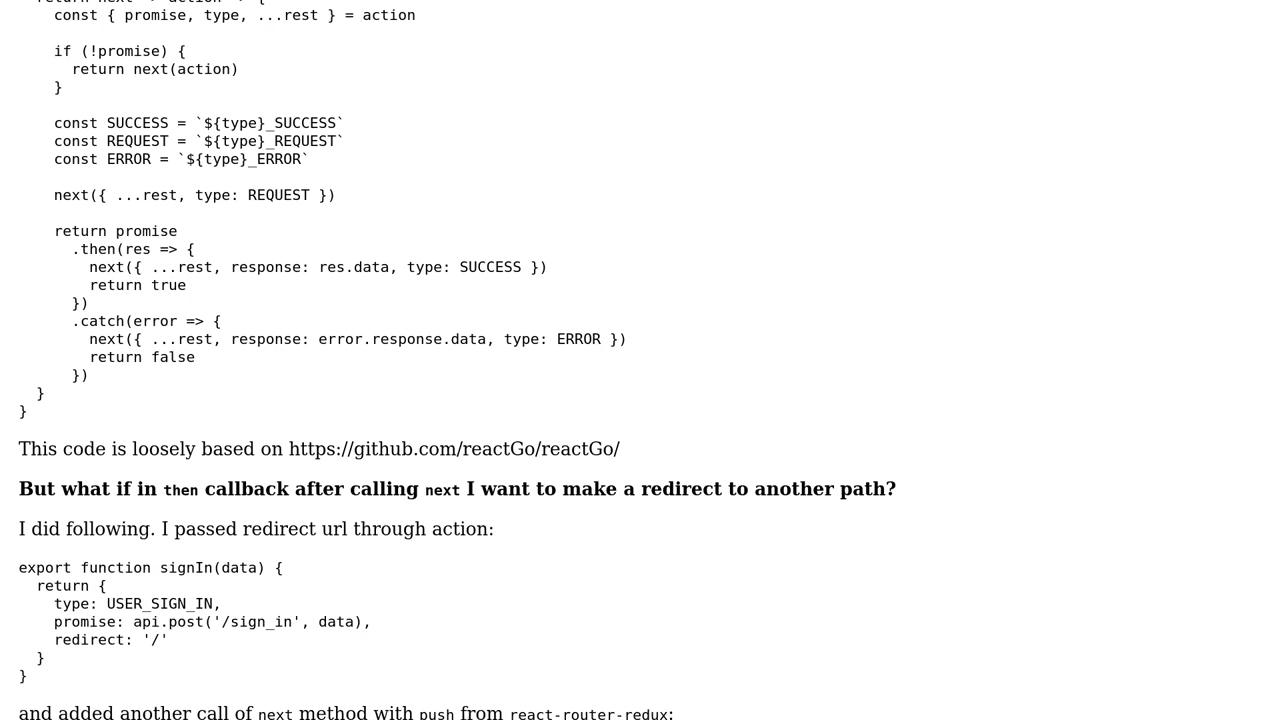 const { promise, type, ...rest } = action

    if (!promise) {
      return next(action)
    }

    const SUCCESS = `${type}_SUCCESS`
    const REQUEST = `${type}_REQUEST`
    const ERROR = `${type}_ERROR`

    next({ ...rest, type: REQUEST })

    return promise
      .then(res => {
        next({ ...rest, response: res.data, type: SUCCESS })
        return true
      })
      .catch(error => {
        next({ ...rest, response: error.response.data, type: ERROR })
        return false
      })
  }
}
This code is loosely based on https://github.com/reactGo/reactGo/
But what if in then callback after calling next I want to make a redirect to another path?
I did following. I passed redirect url through action:
export function signIn(data) {
  return {
    type: USER_SIGN_IN,
    promise: api.post('/sign_in', data),
    redirect: '/'
  }
}
and added another call of next method with push from react-router-redux: